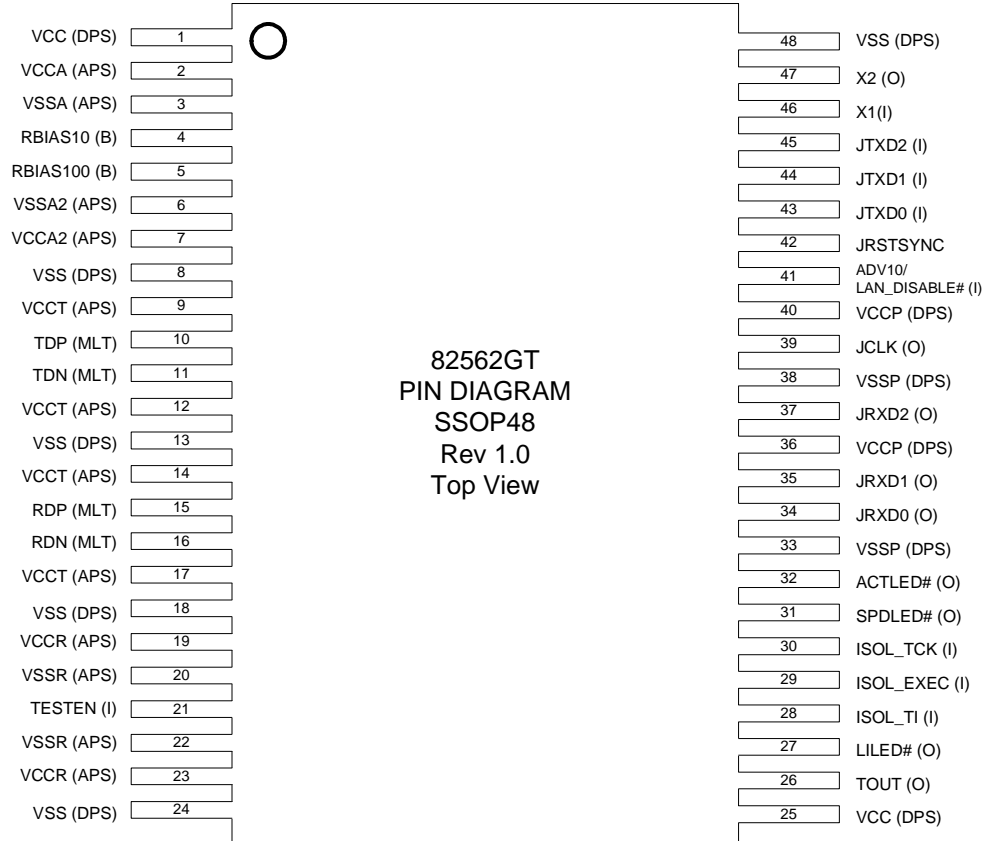 VCC (DPS) 1
VCCA (APS) 2
VSSA (APS) 3
RBIAS10 (B) 4
RBIAS100 (B) 5
VSSA2 (APS) 6
VCCA2 (APS) 7
VSS (DPS) 8
VCCT (APS) 9
TDP (MLT) 10
TDN (MLT) 11
VCCT (APS) 12
VSS (DPS) 13
VCCT (APS) 14
RDP (MLT) 15
RDN (MLT) 16
VCCT (APS) 17
VSS (DPS) 18
VCCR (APS) 19
VSSR (APS) 20
TESTEN (I) 21
VSSR (APS) 22
VCCR (APS) 23
VSS (DPS) 24
82562GT
PIN DIAGRAM
SSOP48
Rev 1.0
Top View
48 VSS (DPS)
47 X2 (O)
46 X1(I)
45 JTXD2 (I)
44 JTXD1 (I)
43 JTXD0 (I)
42 JRSTSYNC
41 ADV10/
LAN_DISABLE# (I)
40 VCCP (DPS)
39 JCLK (O)
38 VSSP (DPS)
37 JRXD2 (O)
36 VCCP (DPS)
35 JRXD1 (O)
34 JRXD0 (O)
33 VSSP (DPS)
32 ACTLED# (O)
31 SPDLED# (O)
30 ISOL_TCK (I)
29 ISOL_EXEC (I)
28 ISOL_TI (I)
27 LILED# (O)
26 TOUT (O)
25 VCC (DPS)